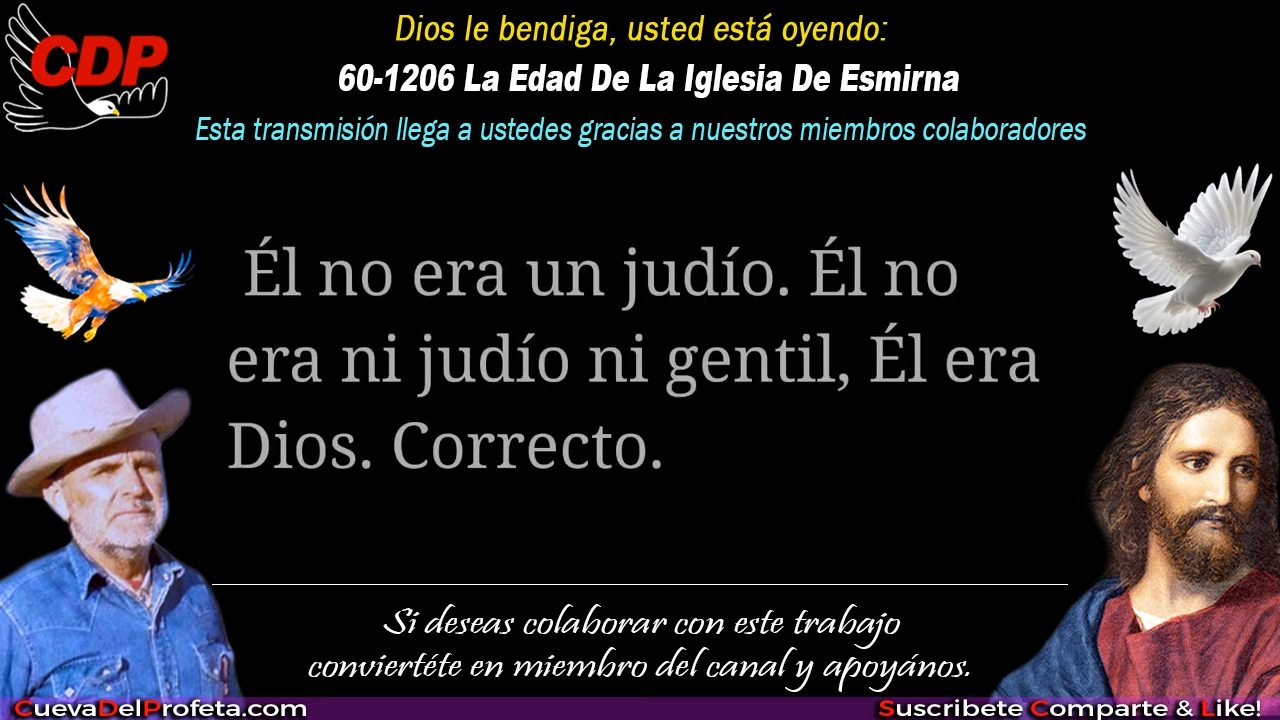 CDP
Dios le bendiga, usted está oyendo:
60-1206 La Edad De La Iglesia De Esmirna
Esta transmisión llega a ustedes gracias a nuestros miembros colaboradores
Él no era un judío. Él no
era ni judío ni gentil, Él era
Dios. Correcto.
Si deseas colaborar con este trabajo
conviertéte en miembro del canal y apoyános.
CuevaDelProfeta.com
Suscribete Comparte & Like!